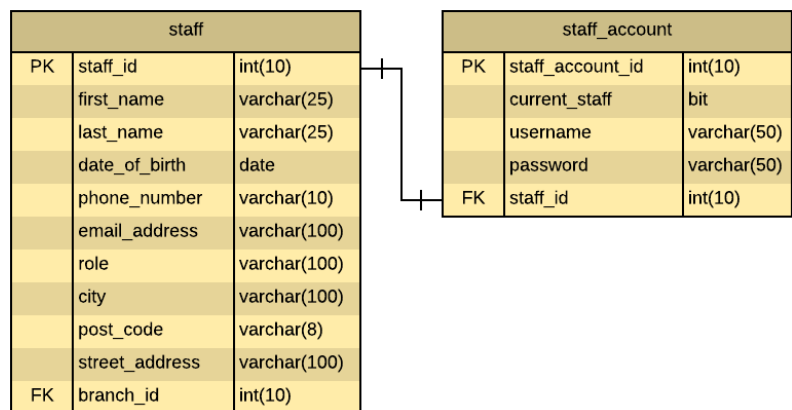 staff
PK staff_id int(10)
first_name varchar(25)
last_name varchar(25)
date_of_birth date
phone_number varchar(10)
email_address varchar(100)
role varchar(100)
city varchar(100)
post_code varchar(8)
street_address varchar(100)
FK branch_id int(10)
staff_account
PK staff_account_id int(10)
current_staff bit
username varchar(50)
password varchar(50)
FK staff_id int(10)